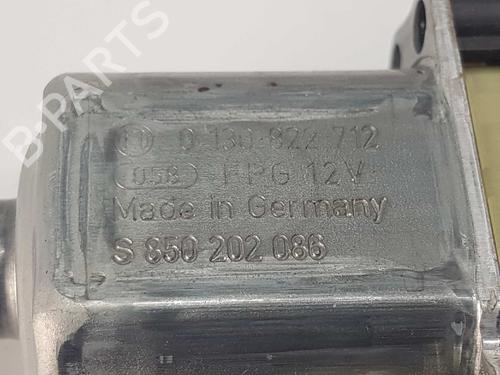 0 130 822 712
058 FPG 12V
Made in Germany
S 850 202 086
B-PARTS